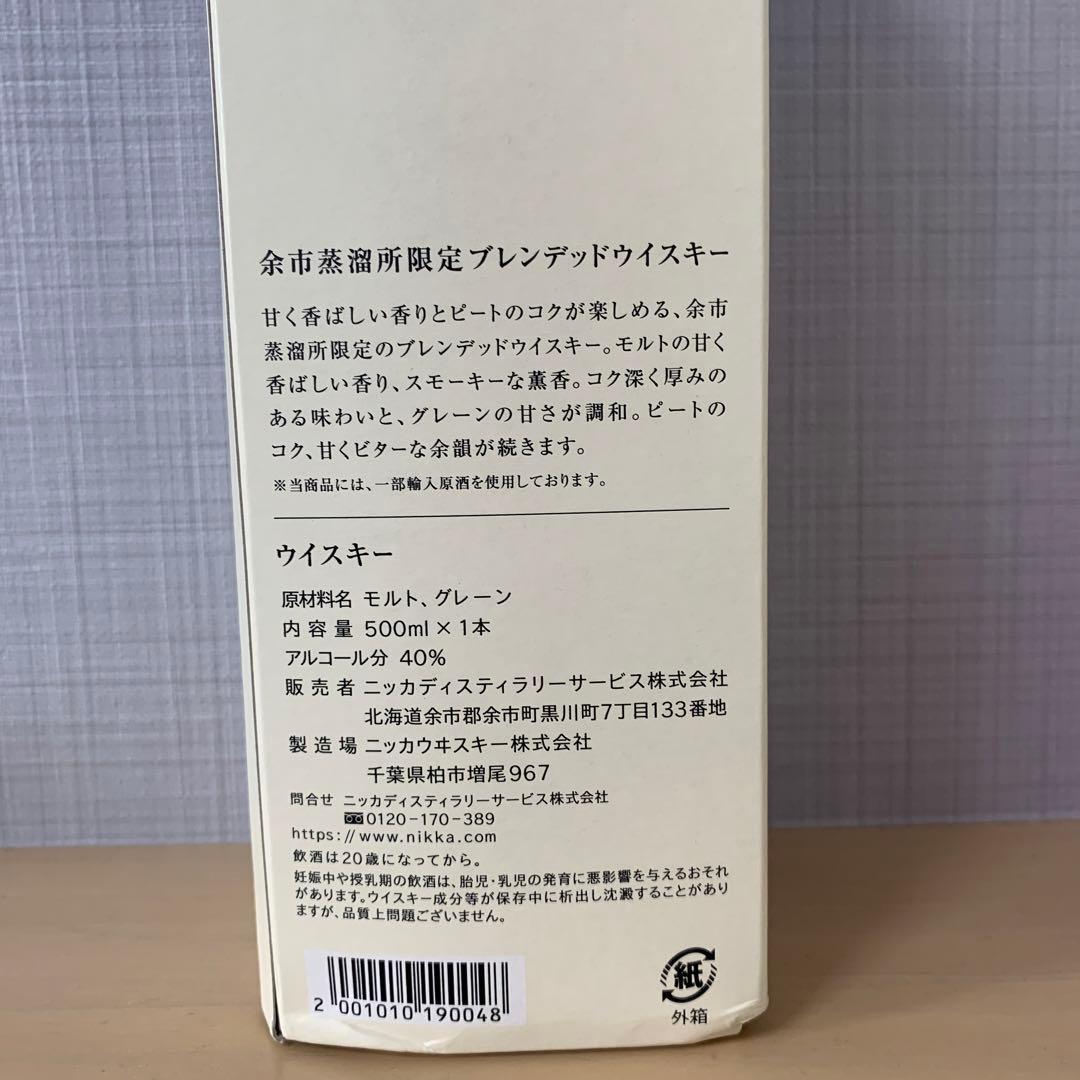 余市蒸溜所限定ブレンデッドウイスキー
甘く香ばしい香りとピートのコクが楽しめる、余市
蒸溜所限定のブレンデッドウイスキー。モルトの甘く
香ばしい香り、スモーキーな薫香。コク深く厚みの
ある味わいと、グレーンの甘さが調和。ピートの
コク、甘くビターな余韻が続きます。
※当商品には、一部輸入原酒を使用しております。
ウイスキー
原材料名 モルト、グレーン
内容量 500ml×1本
アルコール分 40%
販売者 ニッカディスティラリーサービス株式会社
北海道余市郡余市町黒川町7丁目133番地
製造場 ニッカウヰスキー株式会社
千葉県柏市増尾967
問合せ ニッカディスティラリーサービス株式会社
0120-170-389
https://www.nikka.com
飲酒は20歳になってから。
妊娠中や授乳期の飲酒は、胎児・乳児の発育に悪影響を与えるおそれ
があります。ウイスキー成分等が保存中に析出し沈澱することがあり
ますが、品質上問題ございません。
2 001010 190048
紙
外箱